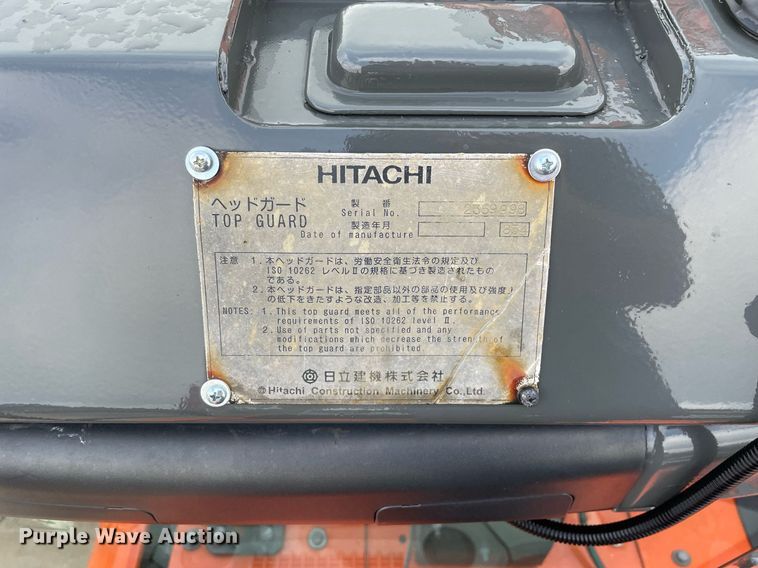 HITACHI
ヘッドガード
TOP GUARD
製 番
Serial No.
製造年月
Date of manufacture
注意 1. 本ヘッドガードは、労働安全衛生法令の規定及び
ISO 10262 レベルⅡの規格に基づき製造されたもの
である。
2. 本ヘッドガードは、指定部品以外の部品の使用及び強度
の低下をきたすような改造、加工等を禁止する。
NOTES: 1. This top guard meets all of the performance
requirements of ISO 10262 level Ⅱ.
2. Use of parts not specified and any
modifications which decrease the strength of
the top guard are prohibited.
日立建機株式会社
©Hitachi Construction Machinery Co., Ltd.
Purple Wave Auction